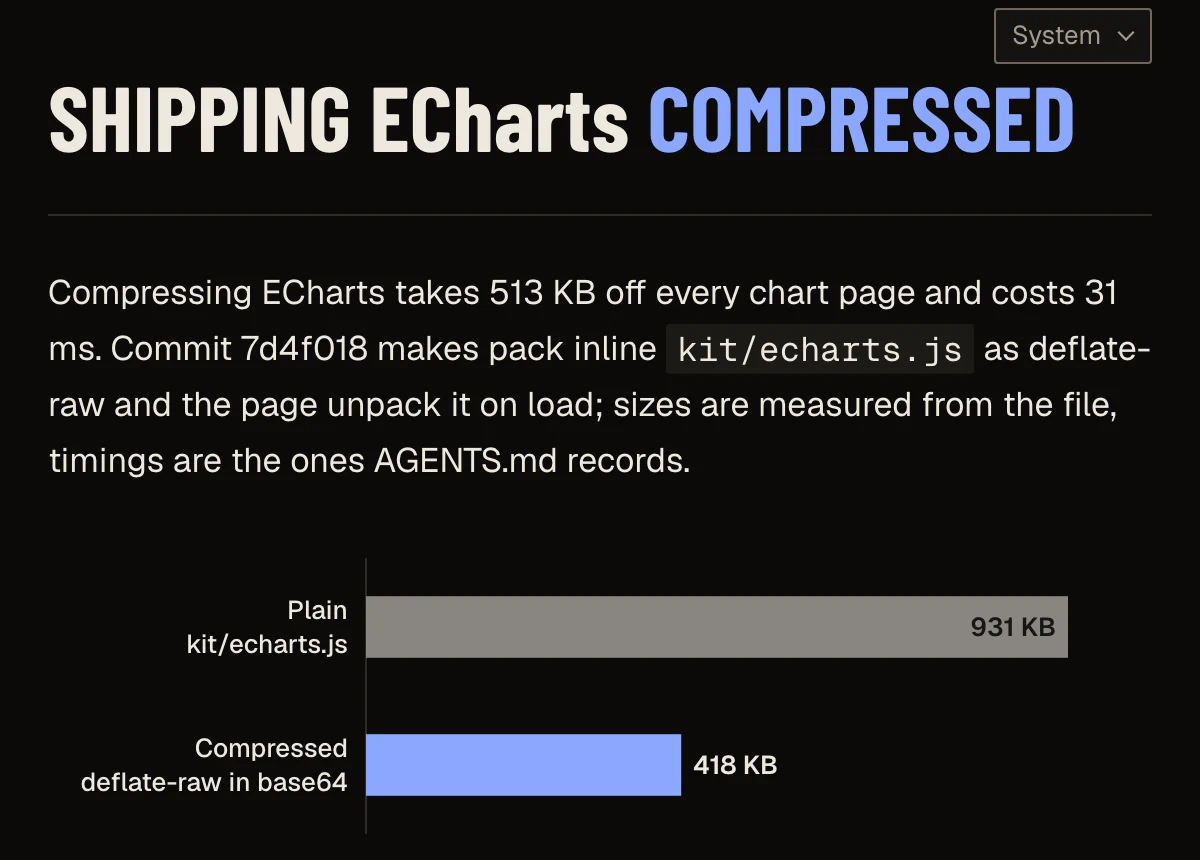 System
SHIPPING ECharts COMPRESSED
Compressing ECharts takes 513 KB off every chart page and costs 31
ms. Commit 7d4f018 makes pack inline kit/echarts.js as deflate-
raw and the page unpack it on load; sizes are measured from the file,
timings are the ones AGENTS.md records.
Plain
kit/echarts.js
931 KB
Compressed
deflate-raw in base64
418 KB